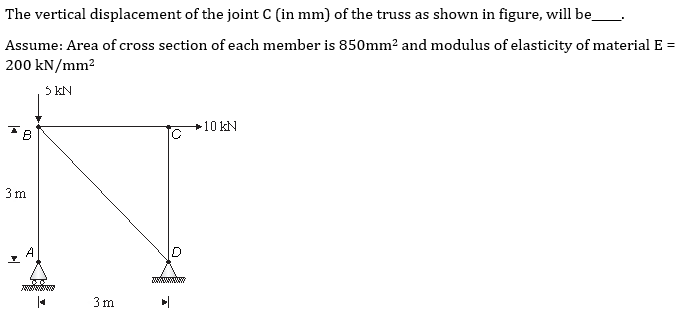 The vertical displacement of the joint C (in mm) of the truss as shown in figure, will be____.
Assume: Area of cross section of each member is 850mm² and modulus of elasticity of material E =
200 kN/mm²
5 kN
B
C
10 kN
3 m
A
D
3 m